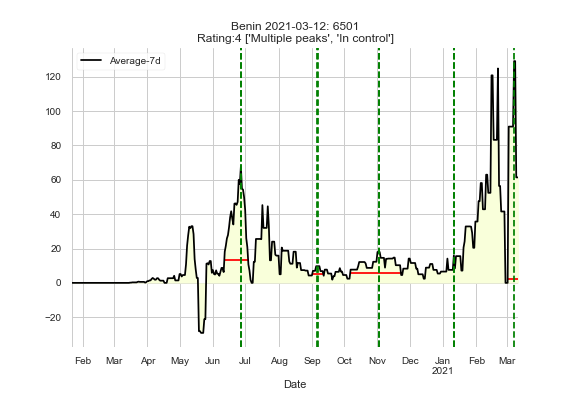 Benin 2021-03-12: 6501
Rating:4 ['Multiple peaks', 'In control']
Average-7d
120
100
80
60
40
20
0
−20
Feb Mar Apr May Jun Jul Aug Sep Oct Nov Dec Jan Feb Mar
2021
Date